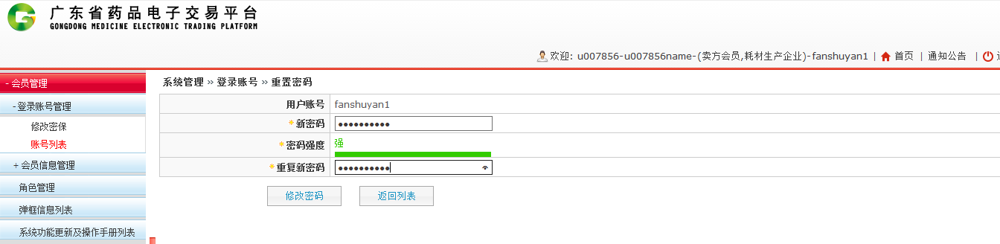 广东省药品电子交易平台
GONGDONG MEDICINE ELECTRONIC TRADING PLATFORM
欢迎: u007856-u007856name-(卖方会员,耗材生产企业)-fanshuyan1 | 首页 | 通知公告 |
- 会员管理
- 登录账号管理
修改密保
账号列表
+ 会员信息管理
角色管理
弹框信息列表
系统功能更新及操作手册列表
系统管理 » 登录账号 » 重置密码
用户账号 fanshuyan1
*新密码 ●●●●●●●●●●
*密码强度 强
*重复新密码 ●●●●●●●●●●
修改密码 返回列表